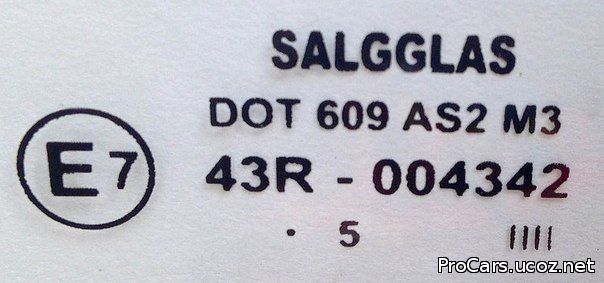 SALGGLAS
DOT 609 AS2 M3
E7
43R - 004342
. 5 IIII
ProCars.ucoz.net